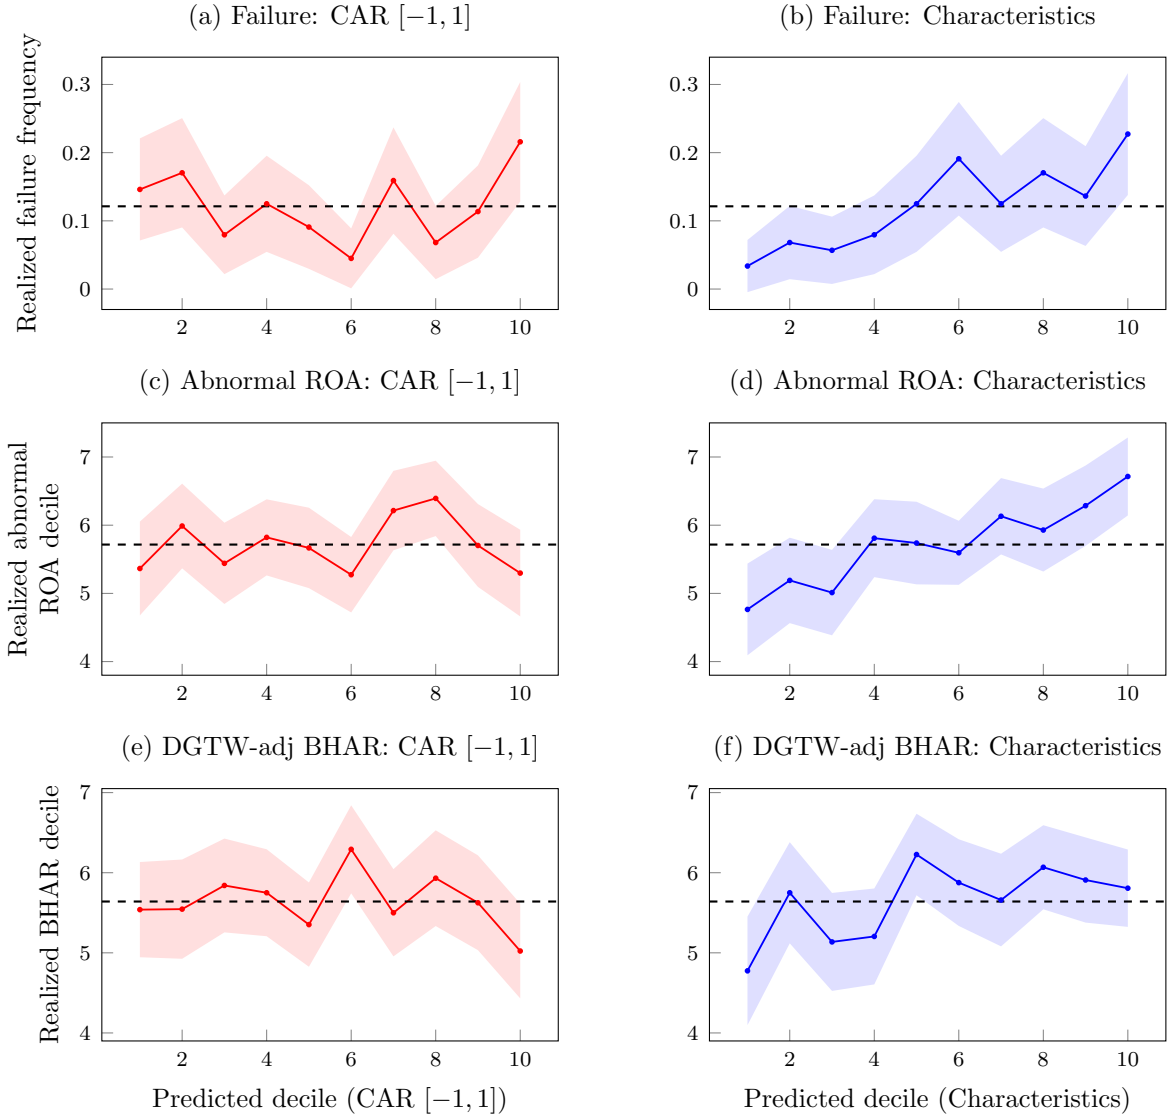 (a) Failure: CAR [−1, 1]
Realized failure frequency
0.3
0.2
0.1
0
2 4 6 8 10
(b) Failure: Characteristics
0.3
0.2
0.1
0
2 4 6 8 10
(c) Abnormal ROA: CAR [−1, 1]
Realized abnormal
ROA decile
7
6
5
4
2 4 6 8 10
(d) Abnormal ROA: Characteristics
7
6
5
4
2 4 6 8 10
(e) DGTW-adj BHAR: CAR [−1, 1]
Realized BHAR decile
7
6
5
4
2 4 6 8 10
Predicted decile (CAR [−1, 1])
(f) DGTW-adj BHAR: Characteristics
7
6
5
4
2 4 6 8 10
Predicted decile (Characteristics)